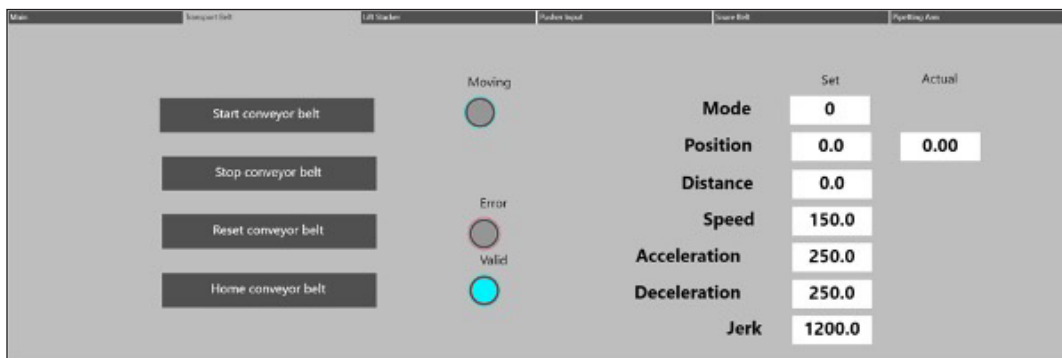 Main Transport Belt Lift Stacker Pusher Input Snare Belt Pipetting Arm
Moving
Set Actual
Start conveyor belt
Mode 0
Position 0.0 0.00
Stop conveyor belt
Distance 0.0
Error
Speed 150.0
Reset conveyor belt
Valid
Acceleration 250.0
Home conveyor belt
Deceleration 250.0
Jerk 1200.0